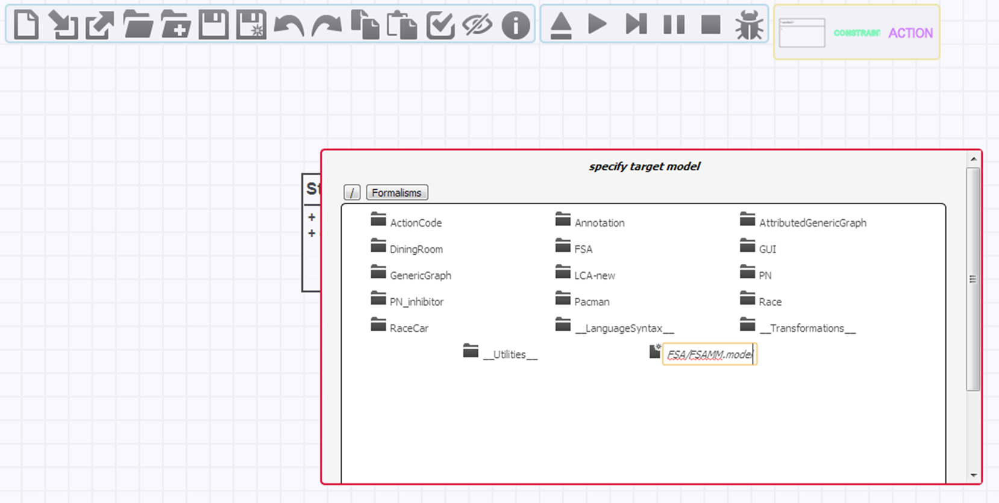 CONSTRAINT ACTION
specify target model
/ Formalisms
St
+
+
ActionCode Annotation AttributedGenericGraph
DiningRoom FSA GUI
GenericGraph LCA-new PN
PN_inhibitor Pacman Race
RaceCar __LanguageSyntax__ __Transformations__
__Utilities__ FSA/FSAMM.model